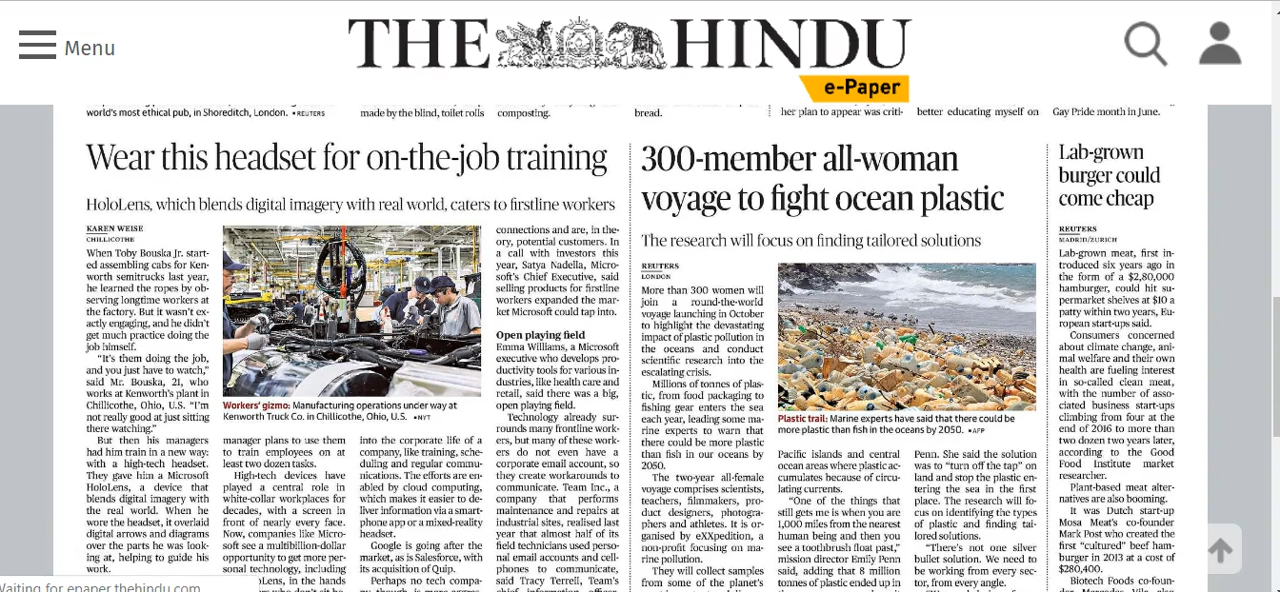 Menu
THE HINDU
e-Paper
world's most ethical pub, in Shoreditch, London. •REUTERS
made by the blind, toilet rolls
composting.
bread.
her plan to appear was criti-
better educating myself on
Gay Pride month in June.
Wear this headset for on-the-job training
HoloLens, which blends digital imagery with real world, caters to firstline workers
KAREN WEISE
CHILLICOTHE
When Toby Bouska Jr. start-
ed assembling cabs for Ken-
worth semitrucks last year,
he learned the ropes by ob-
serving longtime workers at
the factory. But it wasn't ex-
actly engaging, and he didn't
get much practice doing the
job himself.
"It's them doing the job,
and you just have to watch,"
said Mr. Bouska, 21, who
works at Kenworth's plant in
Chillicothe, Ohio, U.S. "I'm
not really good at just sitting
there watching."
But then his managers
had him train in a new way:
with a high-tech headset.
They gave him a Microsoft
HoloLens, a device that
blends digital imagery with
the real world. When he
wore the headset, it overlaid
digital arrows and diagrams
over the parts he was look-
ing at, helping to guide his
work.
Workers' gizmo: Manufacturing operations under way at
Kenworth Truck Co. in Chillicothe, Ohio, U.S. •NYT
manager plans to use them
to train employees on at
least two dozen tasks.
High-tech devices have
played a central role in
white-collar workplaces for
decades, with a screen in
front of nearly every face.
Now, companies like Micro-
soft see a multibillion-dollar
opportunity to get more per-
sonal technology, including
oLens, in the hands
into the corporate life of a
company, like training, sche-
duling and regular commu-
nications. The efforts are en-
abled by cloud computing,
which makes it easier to de-
liver information via a smart-
phone app or a mixed-reality
headset.
Google is going after the
market, as is Salesforce, with
its acquisition of Quip.
Perhaps no tech compa-
connections and are, in the-
ory, potential customers. In
a call with investors this
year, Satya Nadella, Micro-
soft's Chief Executive, said
selling products for firstline
workers expanded the mar-
ket Microsoft could tap into.
Open playing field
Emma Williams, a Microsoft
executive who develops pro-
ductivity tools for various in-
dustries, like health care and
retail, said there was a big,
open playing field.
Technology already sur-
rounds many frontline work-
ers, but many of these work-
ers do not even have a
corporate email account, so
they create workarounds to
communicate. Team Inc., a
company that performs
maintenance and repairs at
industrial sites, realised last
year that almost half of its
field technicians used perso-
nal email accounts and cell-
phones to communicate,
said Tracy Terrell, Team's
chief information officer
300-member all-woman
voyage to fight ocean plastic
The research will focus on finding tailored solutions
REUTERS
LONDON
More than 300 women will
join a round-the-world
voyage launching in October
to highlight the devastating
impact of plastic pollution in
the oceans and conduct
scientific research into the
escalating crisis.
Millions of tonnes of plas-
tic, from food packaging to
fishing gear enters the sea
each year, leading some ma-
rine experts to warn that
there could be more plastic
than fish in our oceans by
2050.
The two-year all-female
voyage comprises scientists,
teachers, filmmakers, pro-
duct designers, photogra-
phers and athletes. It is or-
ganised by eXXpedition, a
non-profit focusing on ma-
rine pollution.
They will collect samples
from some of the planet's
Plastic trail: Marine experts have said that there could be
more plastic than fish in the oceans by 2050. •AFP
Pacific islands and central
ocean areas where plastic ac-
cumulates because of circu-
lating currents.
"One of the things that
still gets me is when you are
1,000 miles from the nearest
human being and then you
see a toothbrush float past,"
mission director Emily Penn
said, adding that 8 million
tonnes of plastic ended up in
Penn. She said the solution
was to "turn off the tap" on
land and stop the plastic en-
tering the sea in the first
place. The research will fo-
cus on identifying the types
of plastic and finding tai-
lored solutions.
"There's not one silver
bullet solution. We need to
be working from every sec-
tor, from every angle.
Lab-grown
burger could
come cheap
REUTERS
MADRID/ZURICH
Lab-grown meat, first in-
troduced six years ago in
the form of a $2,80,000
hamburger, could hit su-
permarket shelves at $10 a
patty within two years, Eu-
ropean start-ups said.
Consumers concerned
about climate change, ani-
mal welfare and their own
health are fueling interest
in so-called clean meat,
with the number of asso-
ciated business start-ups
climbing from four at the
end of 2016 to more than
two dozen two years later,
according to the Good
Food Institute market
researcher.
Plant-based meat alter-
natives are also booming.
It was Dutch start-up
Mosa Meat's co-founder
Mark Post who created the
first "cultured" beef ham-
burger in 2013 at a cost of
$280,400.
Biotech Foods co-foun-
der Mercedes Vila also
Waiting for epaper.thehindu.com